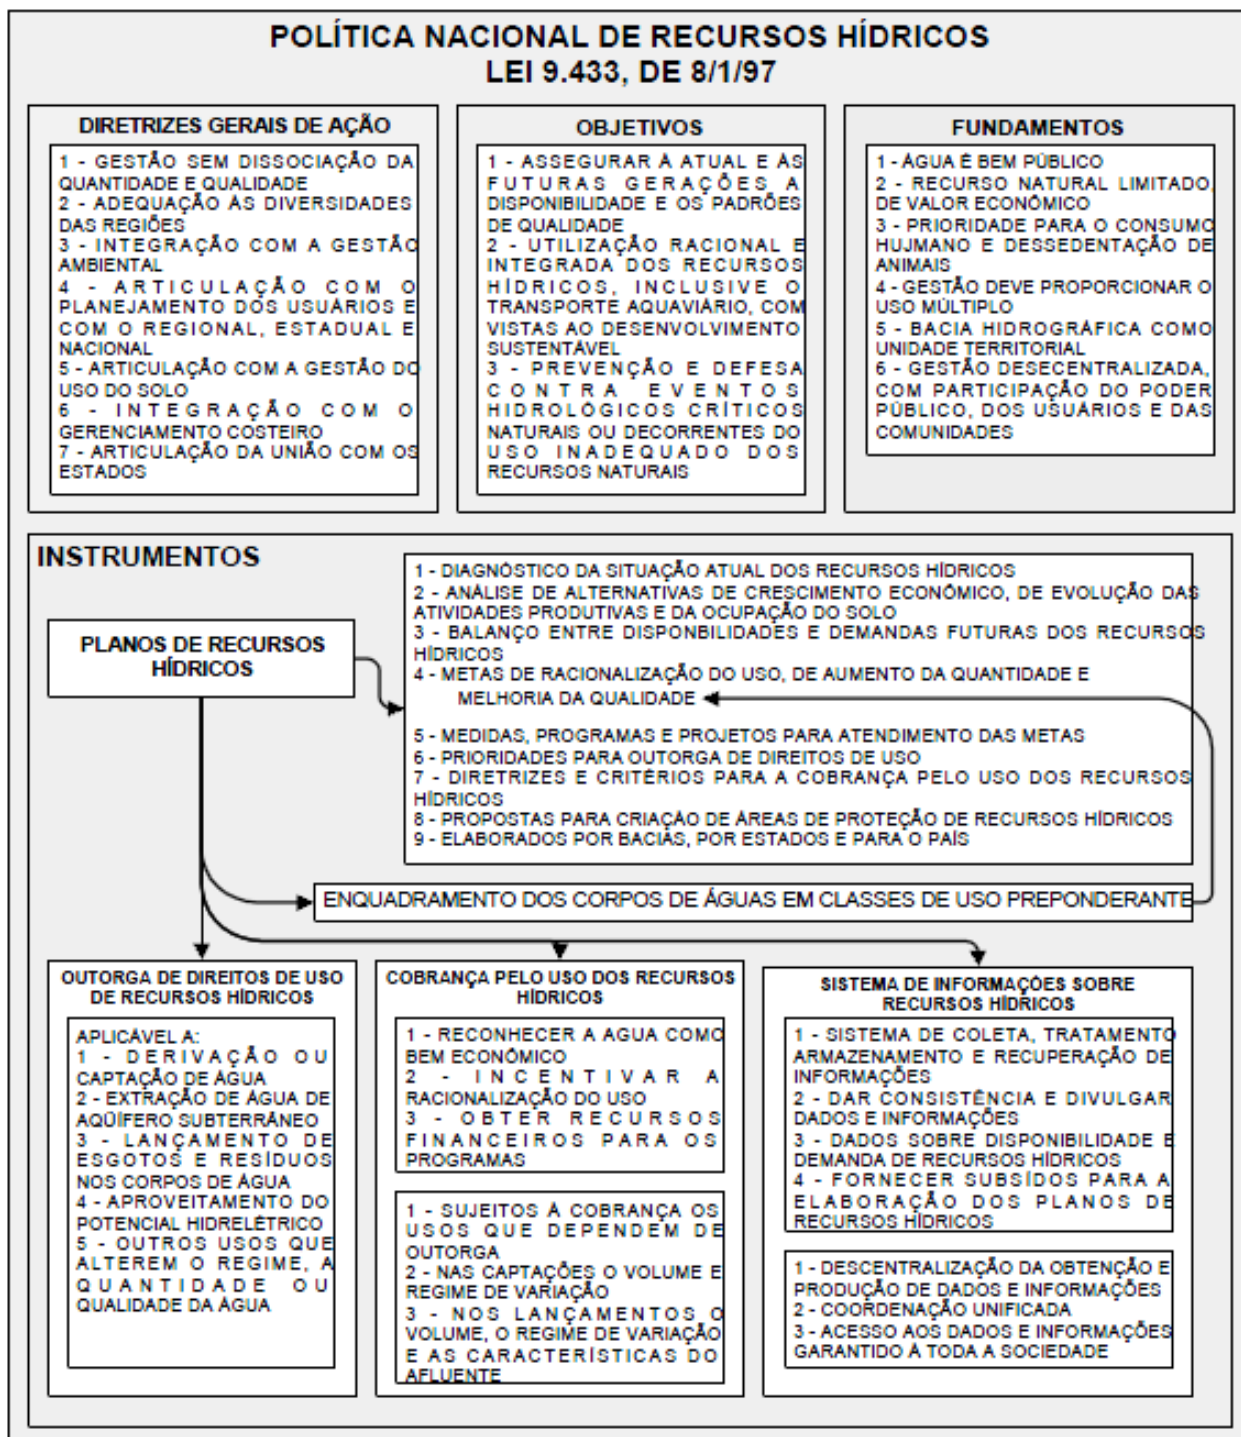 POLÍTICA NACIONAL DE RECURSOS HÍDRICOS
LEI 9.433, DE 8/1/97
DIRETRIZES GERAIS DE AÇÃO
1 - GESTÃO SEM DISSOCIAÇÃO DA
QUANTIDADE E QUALIDADE
2 - ADEQUAÇÃO ÀS DIVERSIDADES
DAS REGIÕES
3 - INTEGRAÇÃO COM A GESTÃO
AMBIENTAL
4 - ARTICULAÇÃO COM O
PLANEJAMENTO DOS USUÁRIOS E
COM O REGIONAL, ESTADUAL E
NACIONAL
5 - ARTICULAÇÃO COM A GESTÃO DO
USO DO SOLO
6 - INTEGRAÇÃO COM O
GERENCIAMENTO COSTEIRO
7 - ARTICULAÇÃO DA UNIÃO COM OS
ESTADOS
OBJETIVOS
1 - ASSEGURAR À ATUAL E ÀS
FUTURAS GERAÇÕES A
DISPONIBILIDADE E OS PADRÕES
DE QUALIDADE
2 - UTILIZAÇÃO RACIONAL E
INTEGRADA DOS RECURSOS
HÍDRICOS, INCLUSIVE O
TRANSPORTE AQUAVIÁRIO, COM
VISTAS AO DESENVOLVIMENTO
SUSTENTÁVEL
3 - PREVENÇÃO E DEFESA
CONTRA EVENTOS
HIDROLÓGICOS CRÍTICOS
NATURAIS OU DECORRENTES DO
USO INADEQUADO DOS
RECURSOS NATURAIS
FUNDAMENTOS
1 - ÁGUA É BEM PÚBLICO
2 - RECURSO NATURAL LIMITADO,
DE VALOR ECONÔMICO
3 - PRIORIDADE PARA O CONSUMO
HUJMANO E DESSEDENTAÇÃO DE
ANIMAIS
4 - GESTÃO DEVE PROPORCIONAR O
USO MÚLTIPLO
5 - BACIA HIDROGRÁFICA COMO
UNIDADE TERRITORIAL
6 - GESTÃO DESECENTRALIZADA,
COM PARTICIPAÇÃO DO PODER
PÚBLICO, DOS USUÁRIOS E DAS
COMUNIDADES
INSTRUMENTOS
PLANOS DE RECURSOS
HÍDRICOS
1 - DIAGNÓSTICO DA SITUAÇÃO ATUAL DOS RECURSOS HÍDRICOS
2 - ANÁLISE DE ALTERNATIVAS DE CRESCIMENTO ECONÔMICO, DE EVOLUÇÃO DAS
ATIVIDADES PRODUTIVAS E DA OCUPAÇÃO DO SOLO
3 - BALANÇO ENTRE DISPONBILIDADES E DEMANDAS FUTURAS DOS RECURSOS
HÍDRICOS
4 - METAS DE RACIONALIZAÇÃO DO USO, DE AUMENTO DA QUANTIDADE E
MELHORIA DA QUALIDADE
5 - MEDIDAS, PROGRAMAS E PROJETOS PARA ATENDIMENTO DAS METAS
6 - PRIORIDADES PARA OUTORGA DE DIREITOS DE USO
7 - DIRETRIZES E CRITÉRIOS PARA A COBRANÇA PELO USO DOS RECURSOS
HÍDRICOS
8 - PROPOSTAS PARA CRIAÇÃO DE ÁREAS DE PROTEÇÃO DE RECURSOS HÍDRICOS
9 - ELABORADOS POR BACIAS, POR ESTADOS E PARA O PAÍS
ENQUADRAMENTO DOS CORPOS DE ÁGUAS EM CLASSES DE USO PREPONDERANTE
OUTORGA DE DIREITOS DE USO
DE RECURSOS HÍDRICOS
APLICÁVEL A:
1 - DERIVAÇÃO OU
CAPTAÇÃO DE ÁGUA
2 - EXTRAÇÃO DE ÁGUA DE
AQÜÍFERO SUBTERRÂNEO
3 - LANÇAMENTO DE
ESGOTOS E RESÍDUOS
NOS CORPOS DE ÁGUA
4 - APROVEITAMENTO DO
POTENCIAL HIDRELÉTRICO
5 - OUTROS USOS QUE
ALTEREM O REGIME, A
QUANTIDADE OU
QUALIDADE DA ÁGUA
COBRANÇA PELO USO DOS RECURSOS
HÍDRICOS
1 - RECONHECER A AGUA COMO
BEM ECONÔMICO
2 - INCENTIVAR A
RACIONALIZAÇÃO DO USO
3 - OBTER RECURSOS
FINANCEIROS PARA OS
PROGRAMAS
1 - SUJEITOS À COBRANÇA OS
USOS QUE DEPENDEM DE
OUTORGA
2 - NAS CAPTAÇÕES O VOLUME E
REGIME DE VARIAÇÃO
3 - NOS LANÇAMENTOS O
VOLUME, O REGIME DE VARIAÇÃO
E AS CARACTERÍSTICAS DO
AFLUENTE
SISTEMA DE INFORMAÇÕES SOBRE
RECURSOS HÍDRICOS
1 - SISTEMA DE COLETA, TRATAMENTO
ARMAZENAMENTO E RECUPERAÇÃO DE
INFORMAÇÕES
2 - DAR CONSISTÊNCIA E DIVULGAR
DADOS E INFORMAÇÕES
3 - DADOS SOBRE DISPONIBILIDADE E
DEMANDA DE RECURSOS HÍDRICOS
4 - FORNECER SUBSÍDOS PARA A
ELABORAÇÃO DOS PLANOS DE
RECURSOS HÍDRICOS
1 - DESCENTRALIZAÇÃO DA OBTENÇÃO E
PRODUÇÃO DE DADOS E INFORMAÇÕES
2 - COORDENAÇÃO UNIFICADA
3 - ACESSO AOS DADOS E INFORMAÇÕES
GARANTIDO À TODA A SOCIEDADE